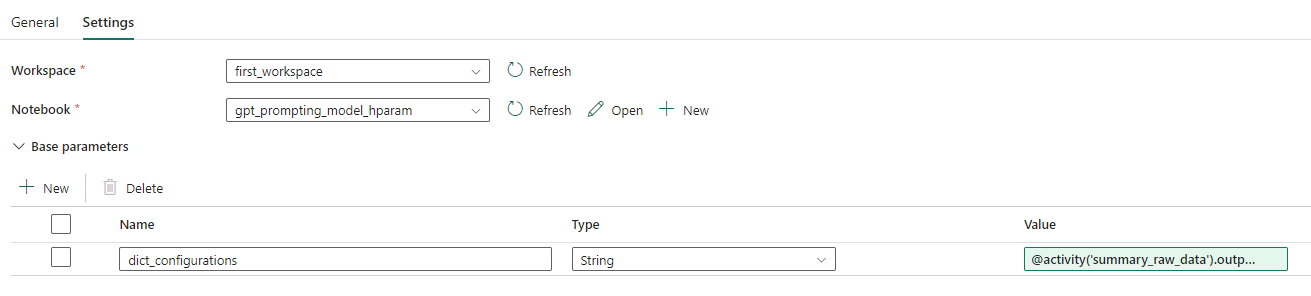 General Settings
Workspace * first_workspace Refresh
Notebook * gpt_prompting_model_hparam Refresh Open New
Base parameters
New Delete
Name Type Value
dict_configurations String @activity('summary_raw_data').outp...